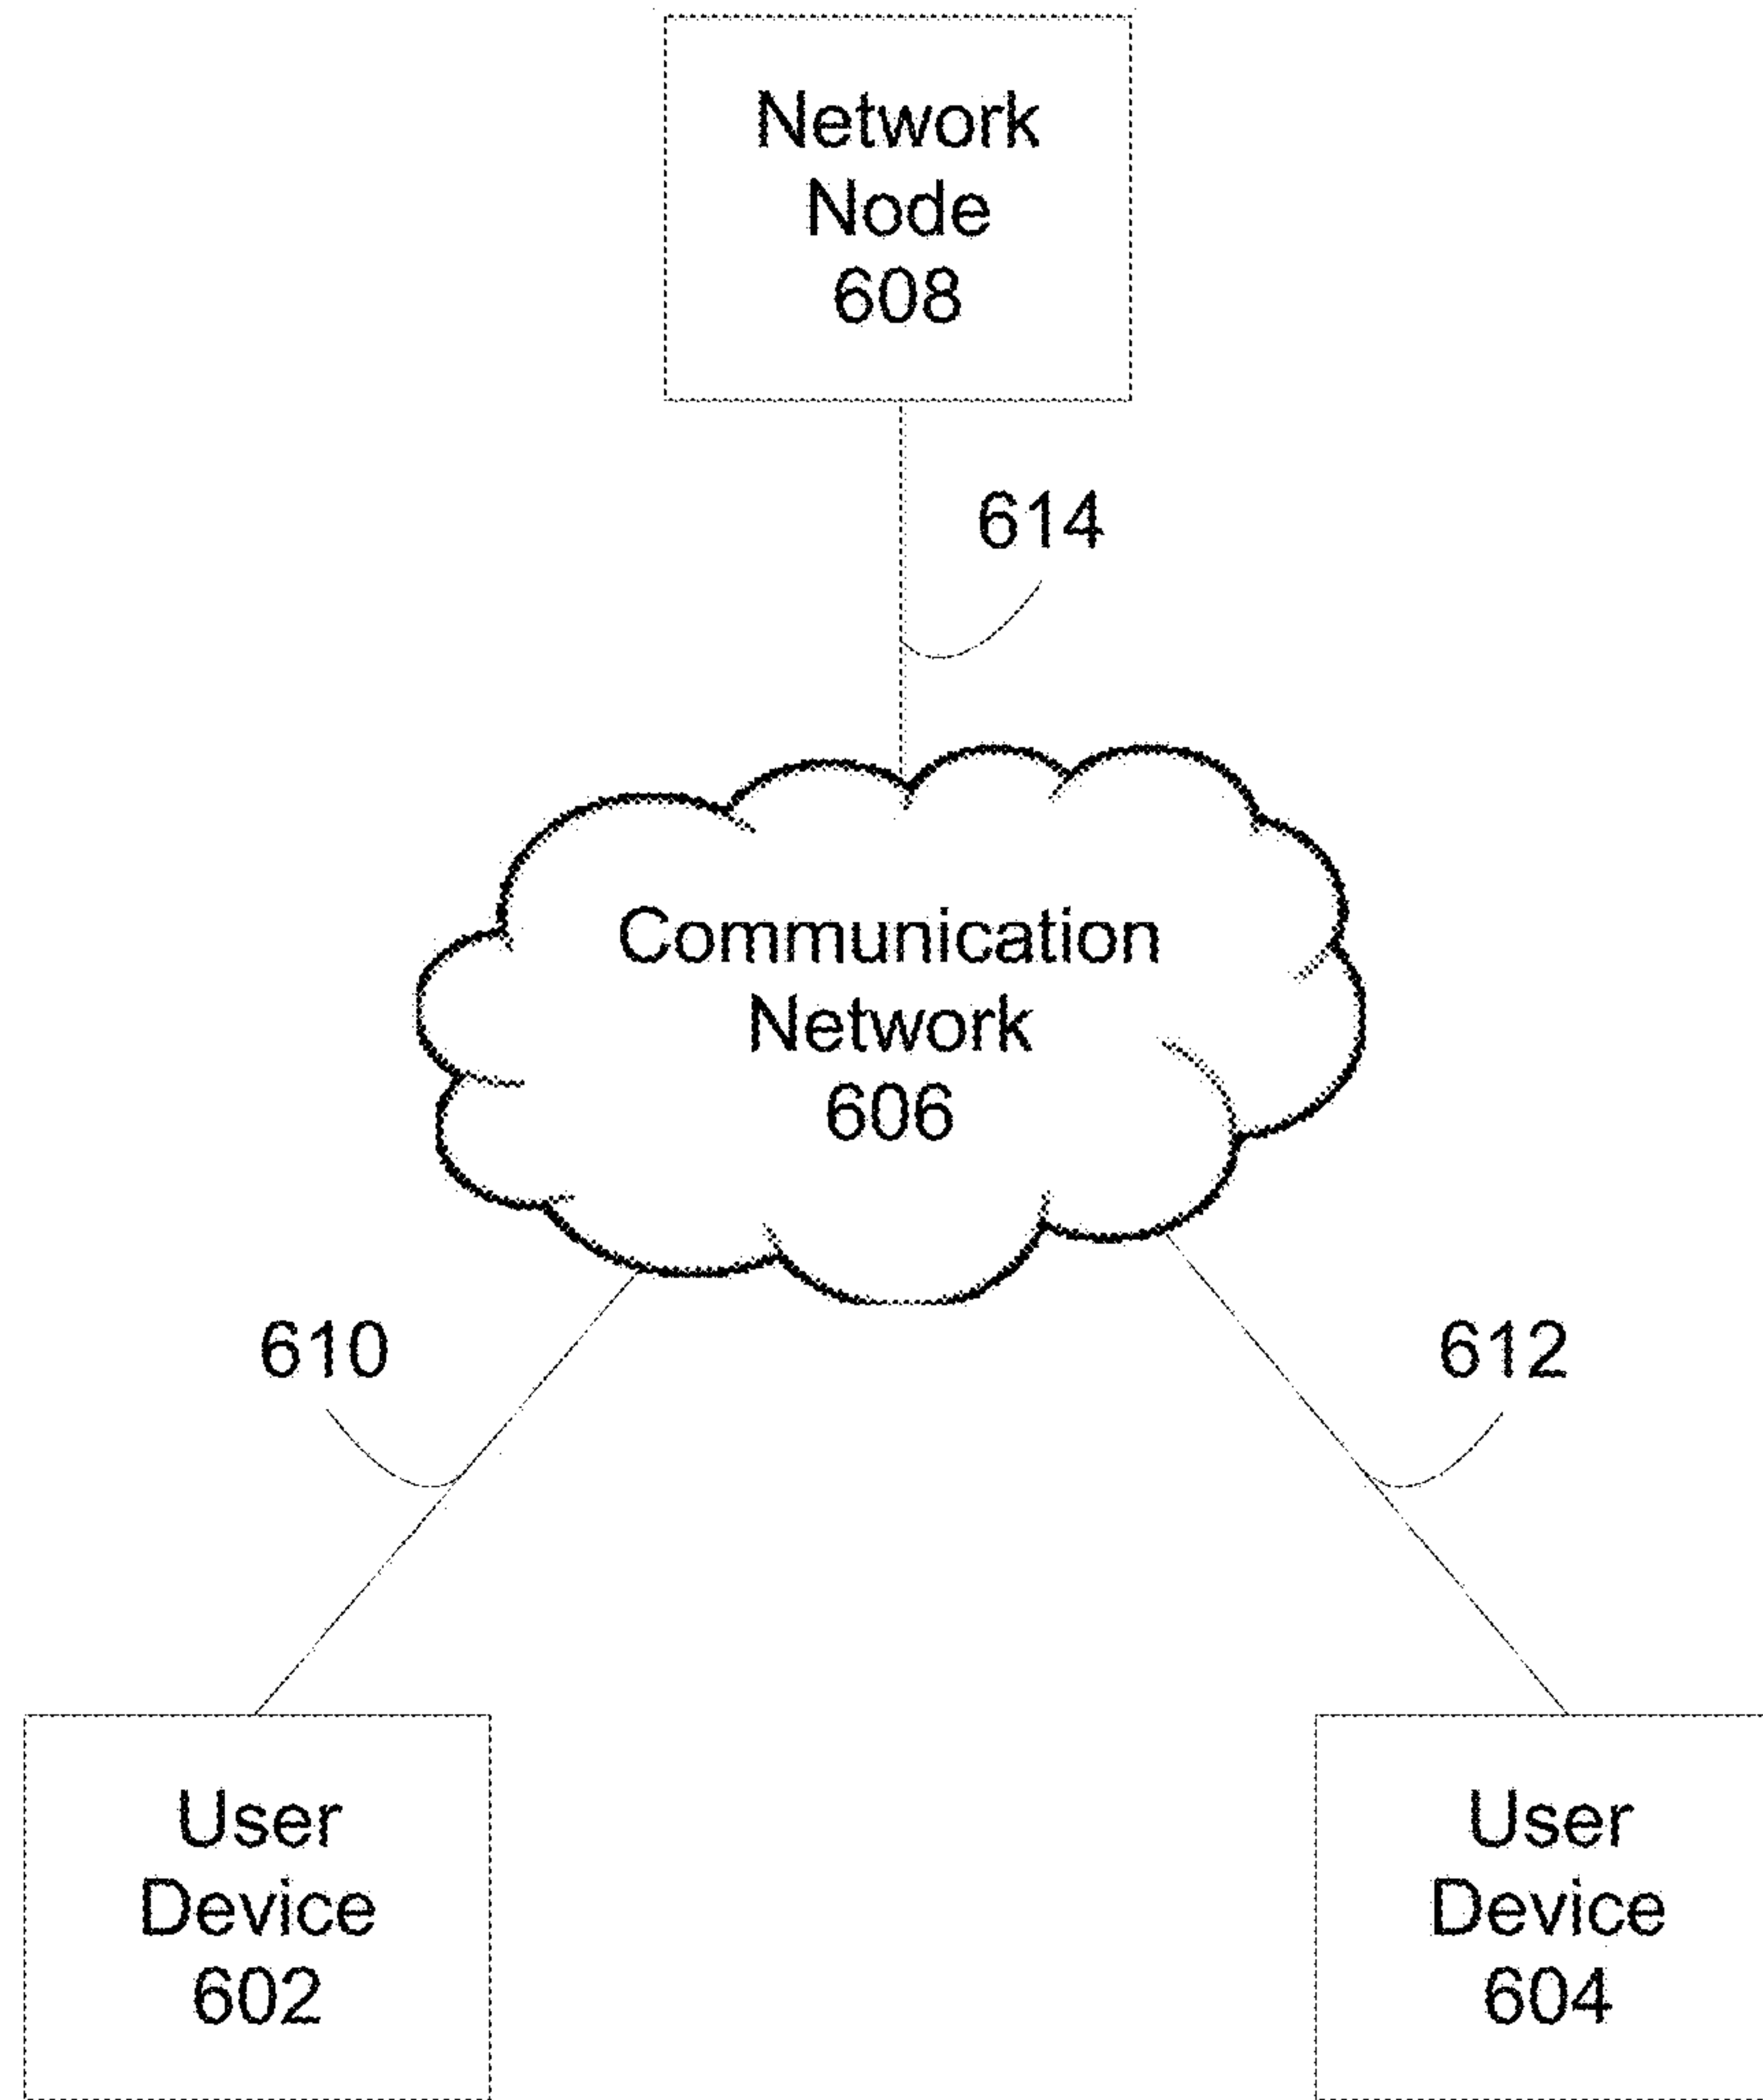 Network
Node
608
614
Communication
Network
606
610
612
User
Device
602
User
Device
604